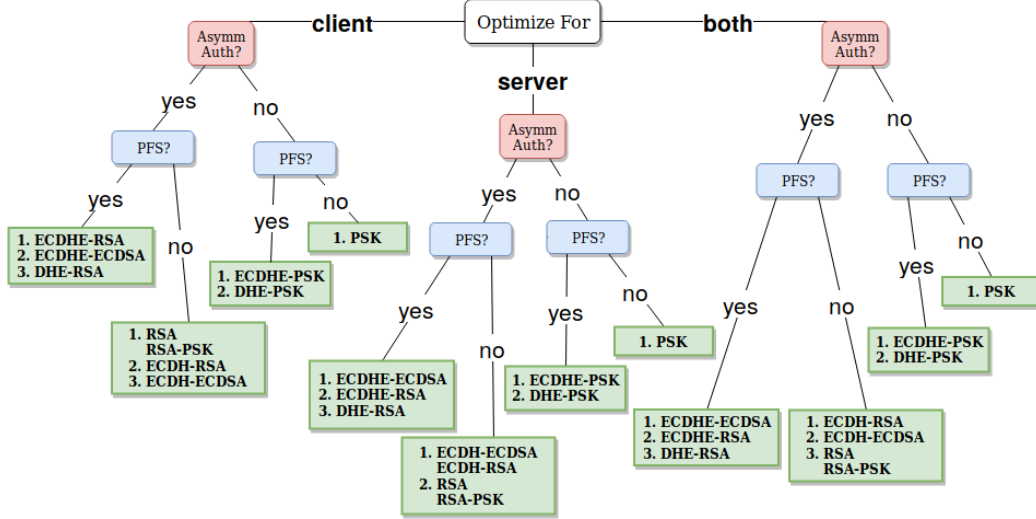 Optimize For
client
server
both
Asymm
Auth?
yes
no
PFS?
yes
no
1. ECDHE-RSA
2. ECDHE-ECDSA
3. DHE-RSA
1. RSA
RSA-PSK
2. ECDH-RSA
3. ECDH-ECDSA
PFS?
yes
no
1. ECDHE-PSK
2. DHE-PSK
1. PSK
Asymm
Auth?
yes
no
PFS?
yes
no
1. ECDHE-ECDSA
2. ECDHE-RSA
3. DHE-RSA
1. ECDH-ECDSA
ECDH-RSA
2. RSA
RSA-PSK
PFS?
yes
no
1. ECDHE-PSK
2. DHE-PSK
1. PSK
Asymm
Auth?
yes
no
PFS?
yes
no
1. ECDHE-ECDSA
2. ECDHE-RSA
3. DHE-RSA
1. ECDH-RSA
2. ECDH-ECDSA
3. RSA
RSA-PSK
PFS?
yes
no
1. ECDHE-PSK
2. DHE-PSK
1. PSK